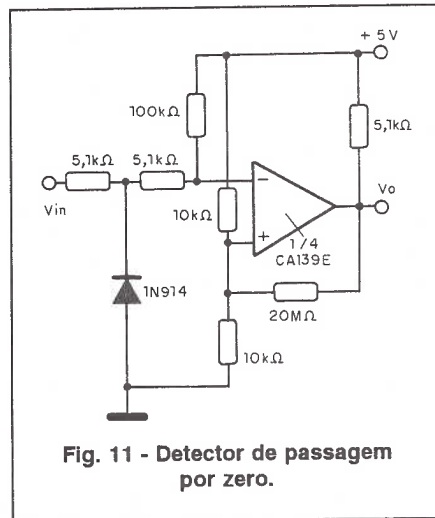 + 5V
100kΩ
5,1kΩ
5,1kΩ
5,1kΩ
Vin
10kΩ
−
+
Vo
1/4
CA139E
1N914
20MΩ
10kΩ
Fig. 11 - Detector de passagem
por zero.